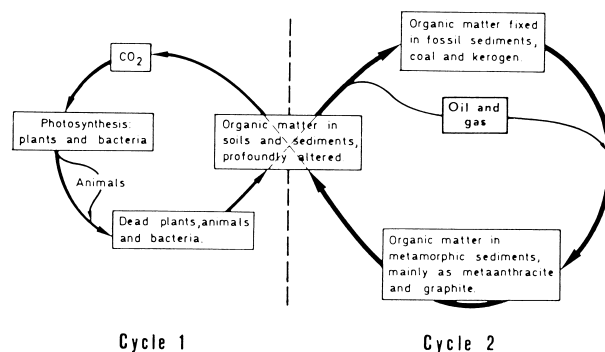 CO2
Photosynthesis:
plants and bacteria
Animals
Dead plants, animals
and bacteria.
Organic matter in
soils and sediments,
profoundly altered
Organic matter fixed
in fossil sediments,
coal and kerogen.
Oil and
gas
Organic matter in
metamorphic sediments,
mainly as metaanthracite
and graphite.
Cycle 1
Cycle 2